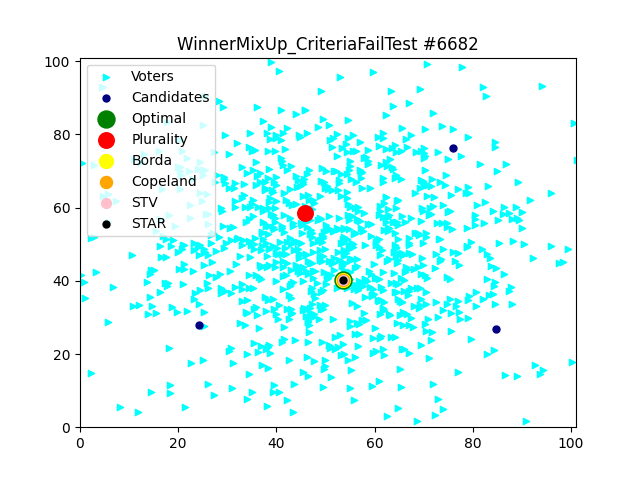 WinnerMixUp_CriteriaFailTest #6682
100
80
60
40
20
0
Voters
Candidates
Optimal
Plurality
Borda
Copeland
STV
STAR
0 20 40 60 80 100